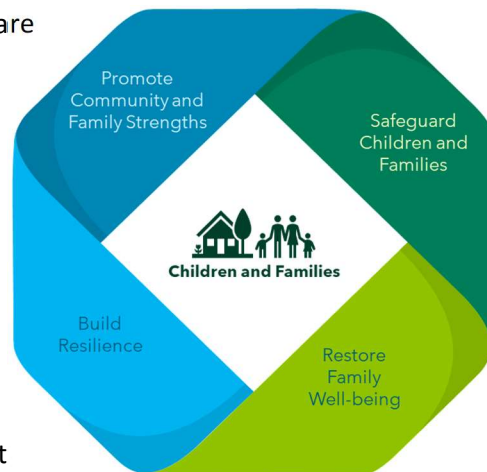 are
Promote
Community and
Family Strengths
Safeguard
Children and
Families
Children and Families
Build
Resilience
Restore
Family
Well-being
t